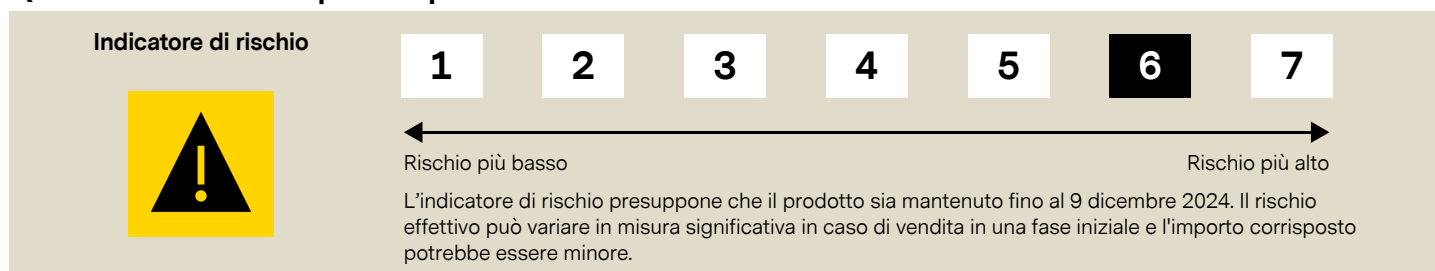 Indicatore di rischio
1 2 3 4 5 6 7
Rischio più basso Rischio più alto
L'indicatore di rischio presuppone che il prodotto sia mantenuto fino al 9 dicembre 2024. Il rischio
effettivo può variare in misura significativa in caso di vendita in una fase iniziale e l'importo corrisposto
potrebbe essere minore.